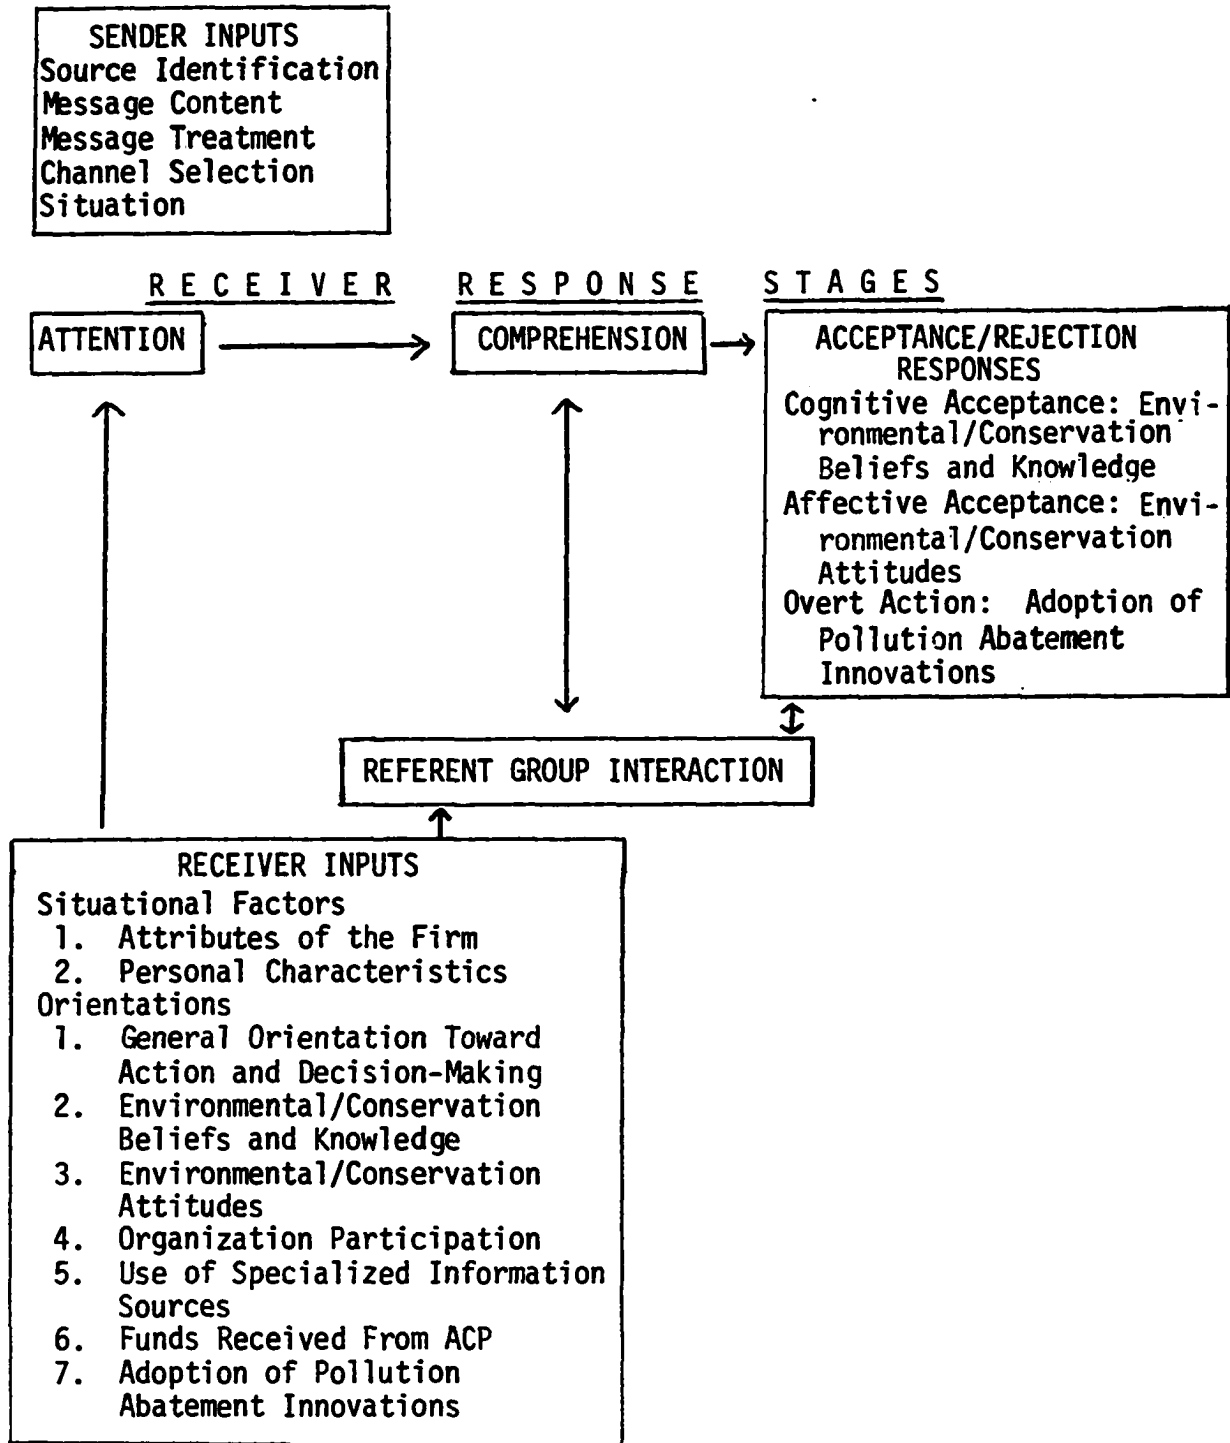 SENDER INPUTS
Source Identification
Message Content
Message Treatment
Channel Selection
Situation
RECEIVER RESPONSE STAGES
ATTENTION
COMPREHENSION
ACCEPTANCE/REJECTION
RESPONSES
Cognitive Acceptance: Envi-
ronmental/Conservation
Beliefs and Knowledge
Affective Acceptance: Envi-
ronmental/Conservation
Attitudes
Overt Action: Adoption of
Pollution Abatement
Innovations
REFERENT GROUP INTERACTION
RECEIVER INPUTS
Situational Factors
1. Attributes of the Firm
2. Personal Characteristics
Orientations
1. General Orientation Toward
Action and Decision-Making
2. Environmental/Conservation
Beliefs and Knowledge
3. Environmental/Conservation
Attitudes
4. Organization Participation
5. Use of Specialized Information
Sources
6. Funds Received From ACP
7. Adoption of Pollution
Abatement Innovations